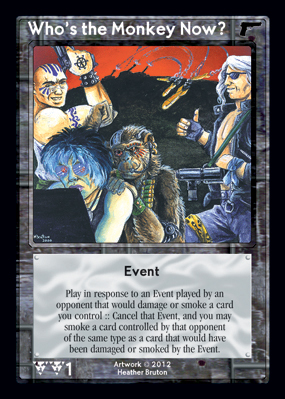 Who's the Monkey Now?
Event
Play in response to an Event played by an
opponent that would damage or smoke a card
you control :: Cancel that Event, and you may
smoke a card controlled by that opponent
of the same type as a card that would have
been damaged or smoked by the Event.
1
Artwork © 2012
Heather Bruton